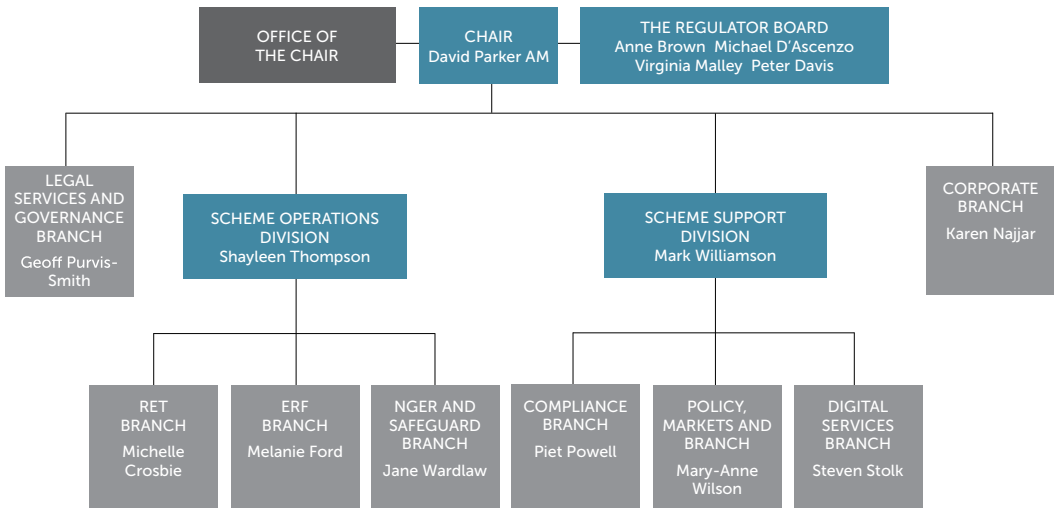 OFFICE OF
THE CHAIR
CHAIR
David Parker AM
THE REGULATOR BOARD
Anne Brown Michael D'Ascenzo
Virginia Malley Peter Davis
LEGAL
SERVICES AND
GOVERNANCE
BRANCH
Geoff Purvis-
Smith
SCHEME OPERATIONS
DIVISION
Shayleen Thompson
SCHEME SUPPORT
DIVISION
Mark Williamson
CORPORATE
BRANCH
Karen Najjar
RET
BRANCH
Michelle
Crosbie
ERF
BRANCH
Melanie Ford
NGER AND
SAFEGUARD
BRANCH
Jane Wardlaw
COMPLIANCE
BRANCH
Piet Powell
POLICY,
MARKETS AND
BRANCH
Mary-Anne
Wilson
DIGITAL
SERVICES
BRANCH
Steven Stolk